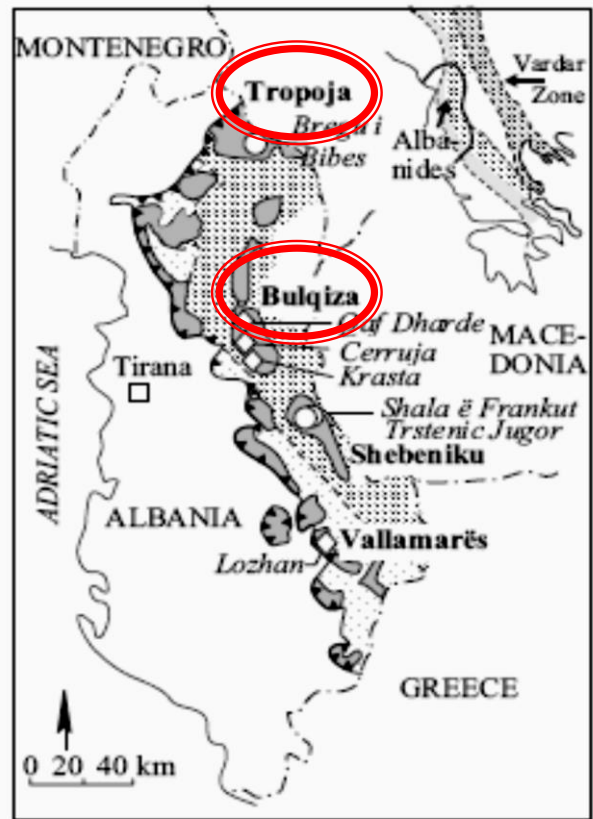 MONTENEGRO
Vardar
Zone
Tropoja
Bregu i
Bibes
Alba-
nides
Bulqiza
Qaf Dharde
MACE-
DONIA
Cerruja
Tirana
Krasta
ADRIATIC SEA
Shala ë Frankut
Trstenic Jugor
Shebeniku
ALBANIA
Vallamarës
Lozhan
GREECE
0 20 40 km